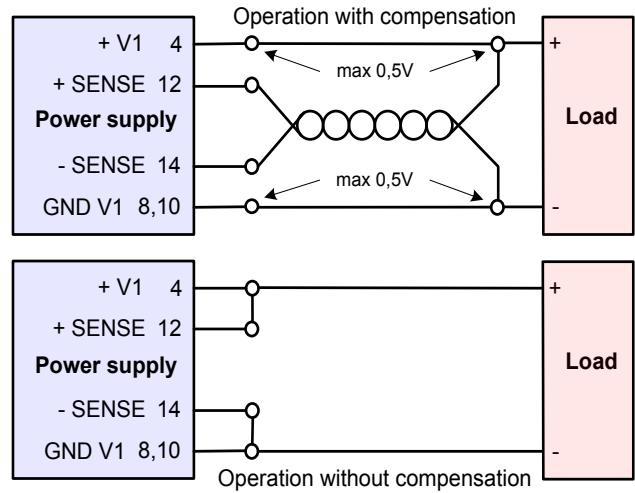 Operation with compensation
+ V1 4
+ SENSE 12
Power supply
- SENSE 14
GND V1 8,10
max 0,5V
max 0,5V
+
Load
-
+ V1 4
+ SENSE 12
Power supply
- SENSE 14
GND V1 8,10
+
Load
-
Operation without compensation